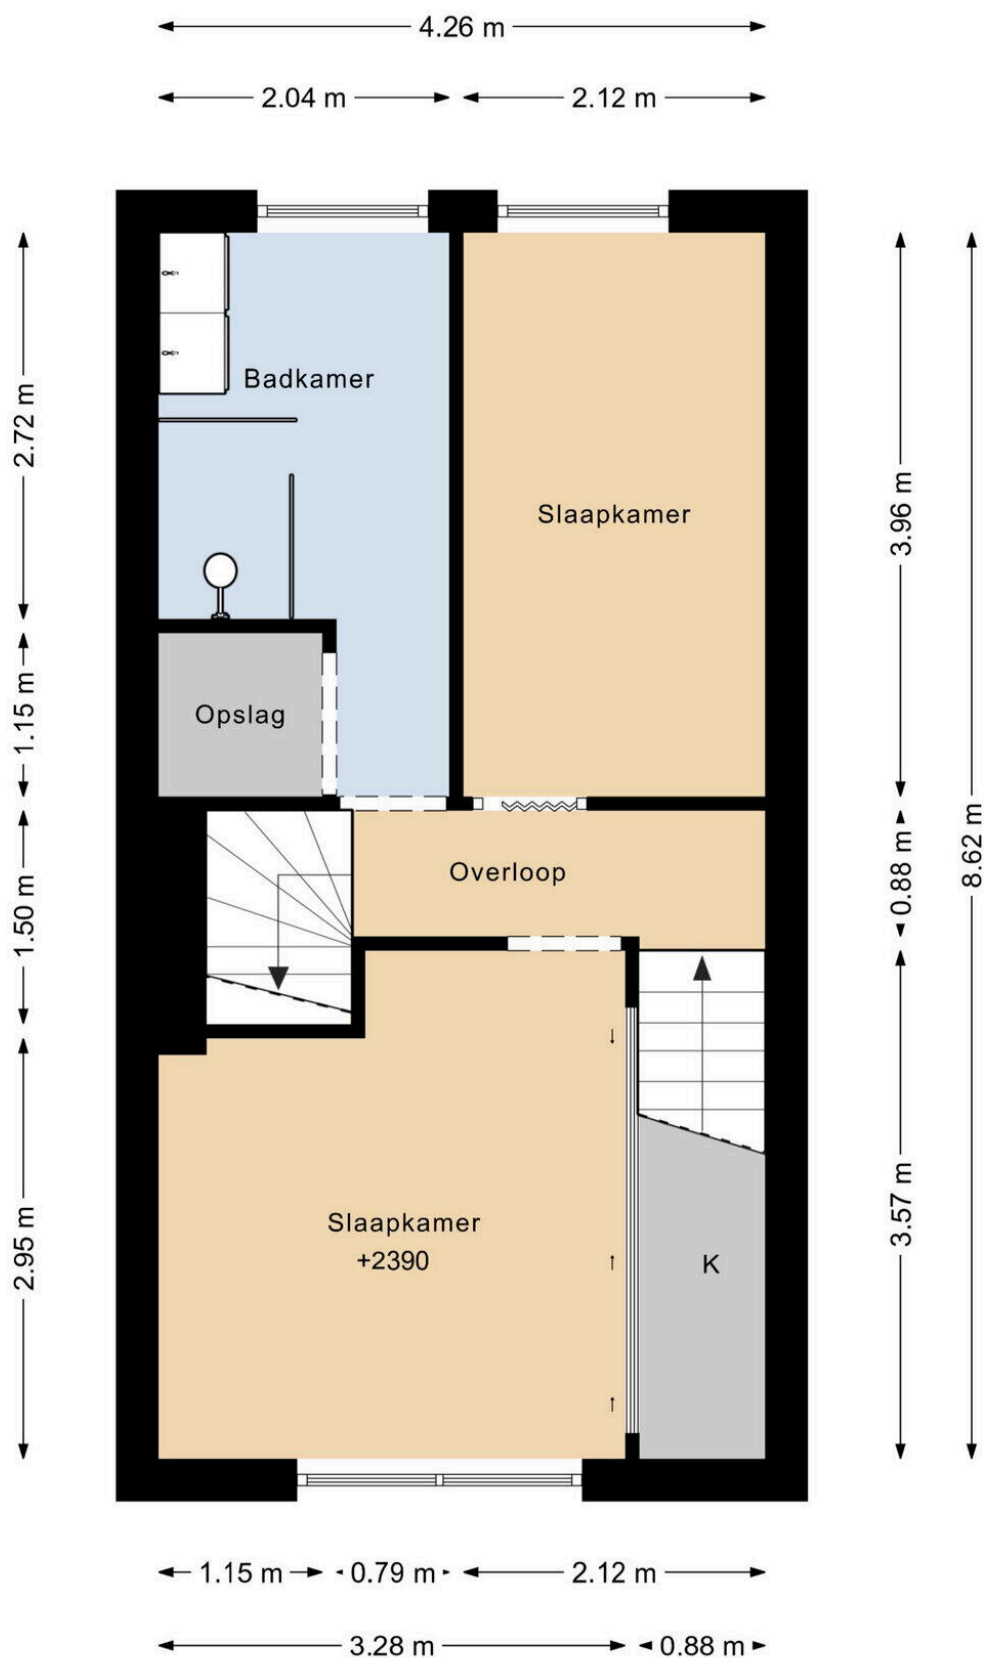 4.26 m
2.04 m
2.12 m
2.72 m
Badkamer
Slaapkamer
3.96 m
1.15 m
Opslag
8.62 m
1.50 m
Overloop
0.88 m
2.95 m
Slaapkamer
+2390
K
3.57 m
1.15 m
0.79 m
2.12 m
3.28 m
0.88 m